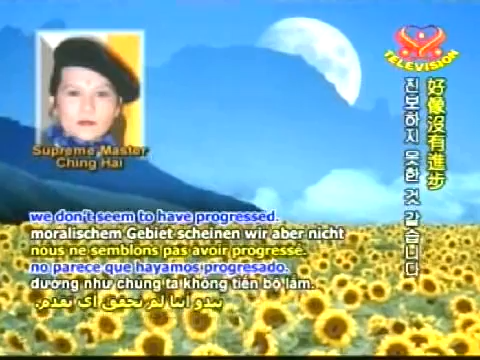 TELEVISION
Supreme Master
Ching Hai
好像沒有進步
진보하지 못한 것 같습니다
we don't seem to have progressed.
moralischem Gebiet scheinen wir aber nicht
nous ne semblons pas avoir progressé.
no parece que hayamos progresado.
dường như chúng ta không tiến bộ lắm.
يبدو أننا لم نحقق أي تقدم.